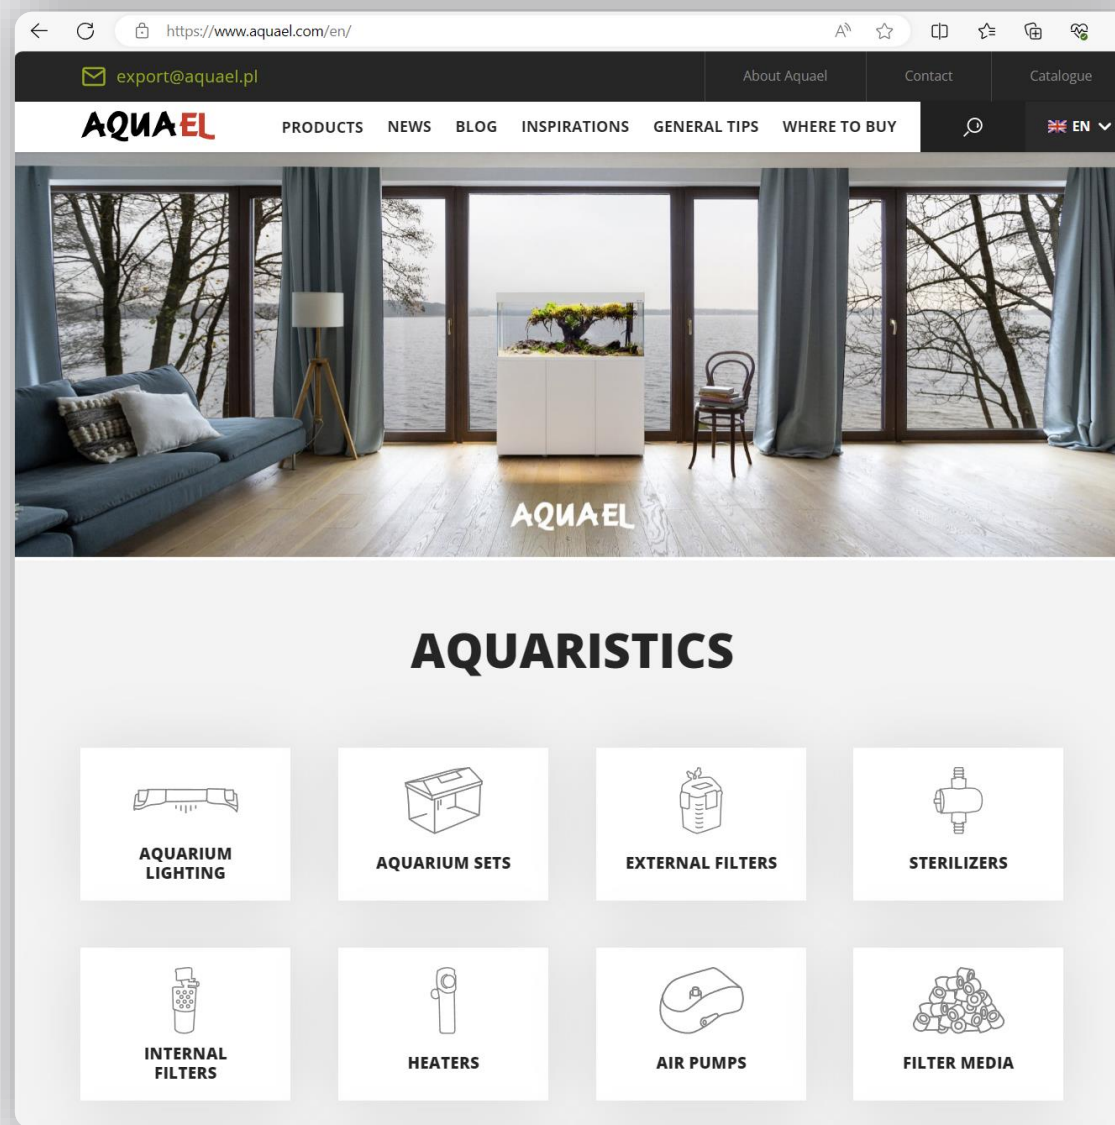 https://www.aquael.com/en/
export@aquael.pl
About Aquael
Contact
Catalogue
AQUAEL
PRODUCTS
NEWS
BLOG
INSPIRATIONS
GENERAL TIPS
WHERE TO BUY
EN
AQUAEL
AQUARISTICS
AQUARIUM
LIGHTING
AQUARIUM SETS
EXTERNAL FILTERS
STERILIZERS
INTERNAL
FILTERS
HEATERS
AIR PUMPS
FILTER MEDIA